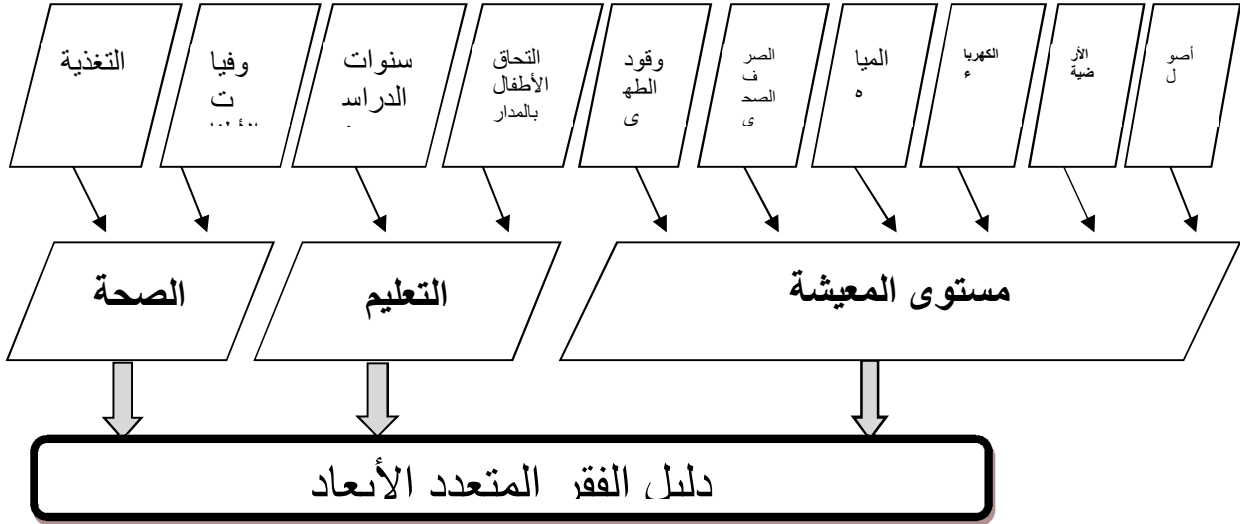 أصو
ل
الأر
ضية
الكهربا
ء
الميا
ه
الصر
ف
الصح
ي
وقود
الطه
ي
التحاق
الأطفال
بالمدار
سنوات
الدراس
وفيا
ت
التغذية
مستوى المعيشة
التعليم
الصحة
دليل الفقر المتعدد الأبعاد